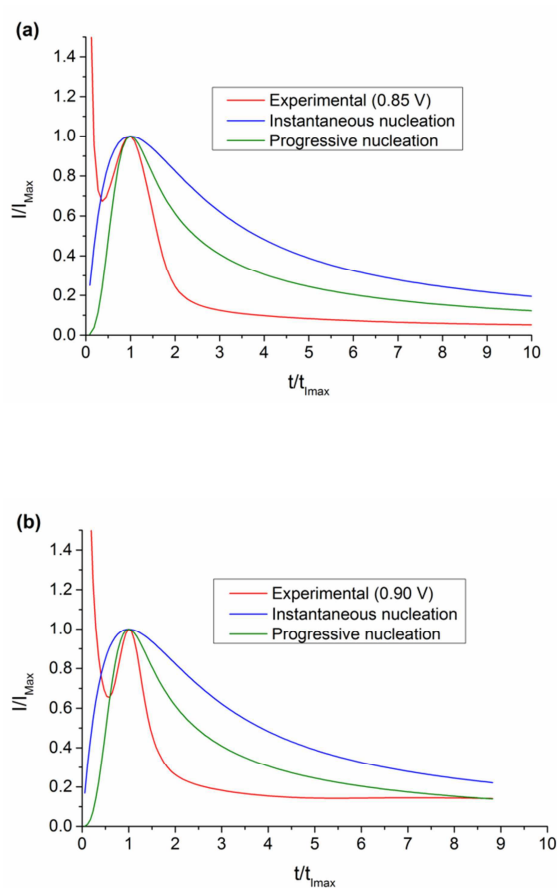 (a)
1.4
1.2
1.0
0.8
0.6
0.4
0.2
0.0
I/I_Max
Experimental (0.85 V)
Instantaneous nucleation
Progressive nucleation
0 1 2 3 4 5 6 7 8 9 10
t/t_Imax
(b)
1.4
1.2
1.0
0.8
0.6
0.4
0.2
0.0
I/I_Max
Experimental (0.90 V)
Instantaneous nucleation
Progressive nucleation
0 1 2 3 4 5 6 7 8 9 10
t/t_Imax